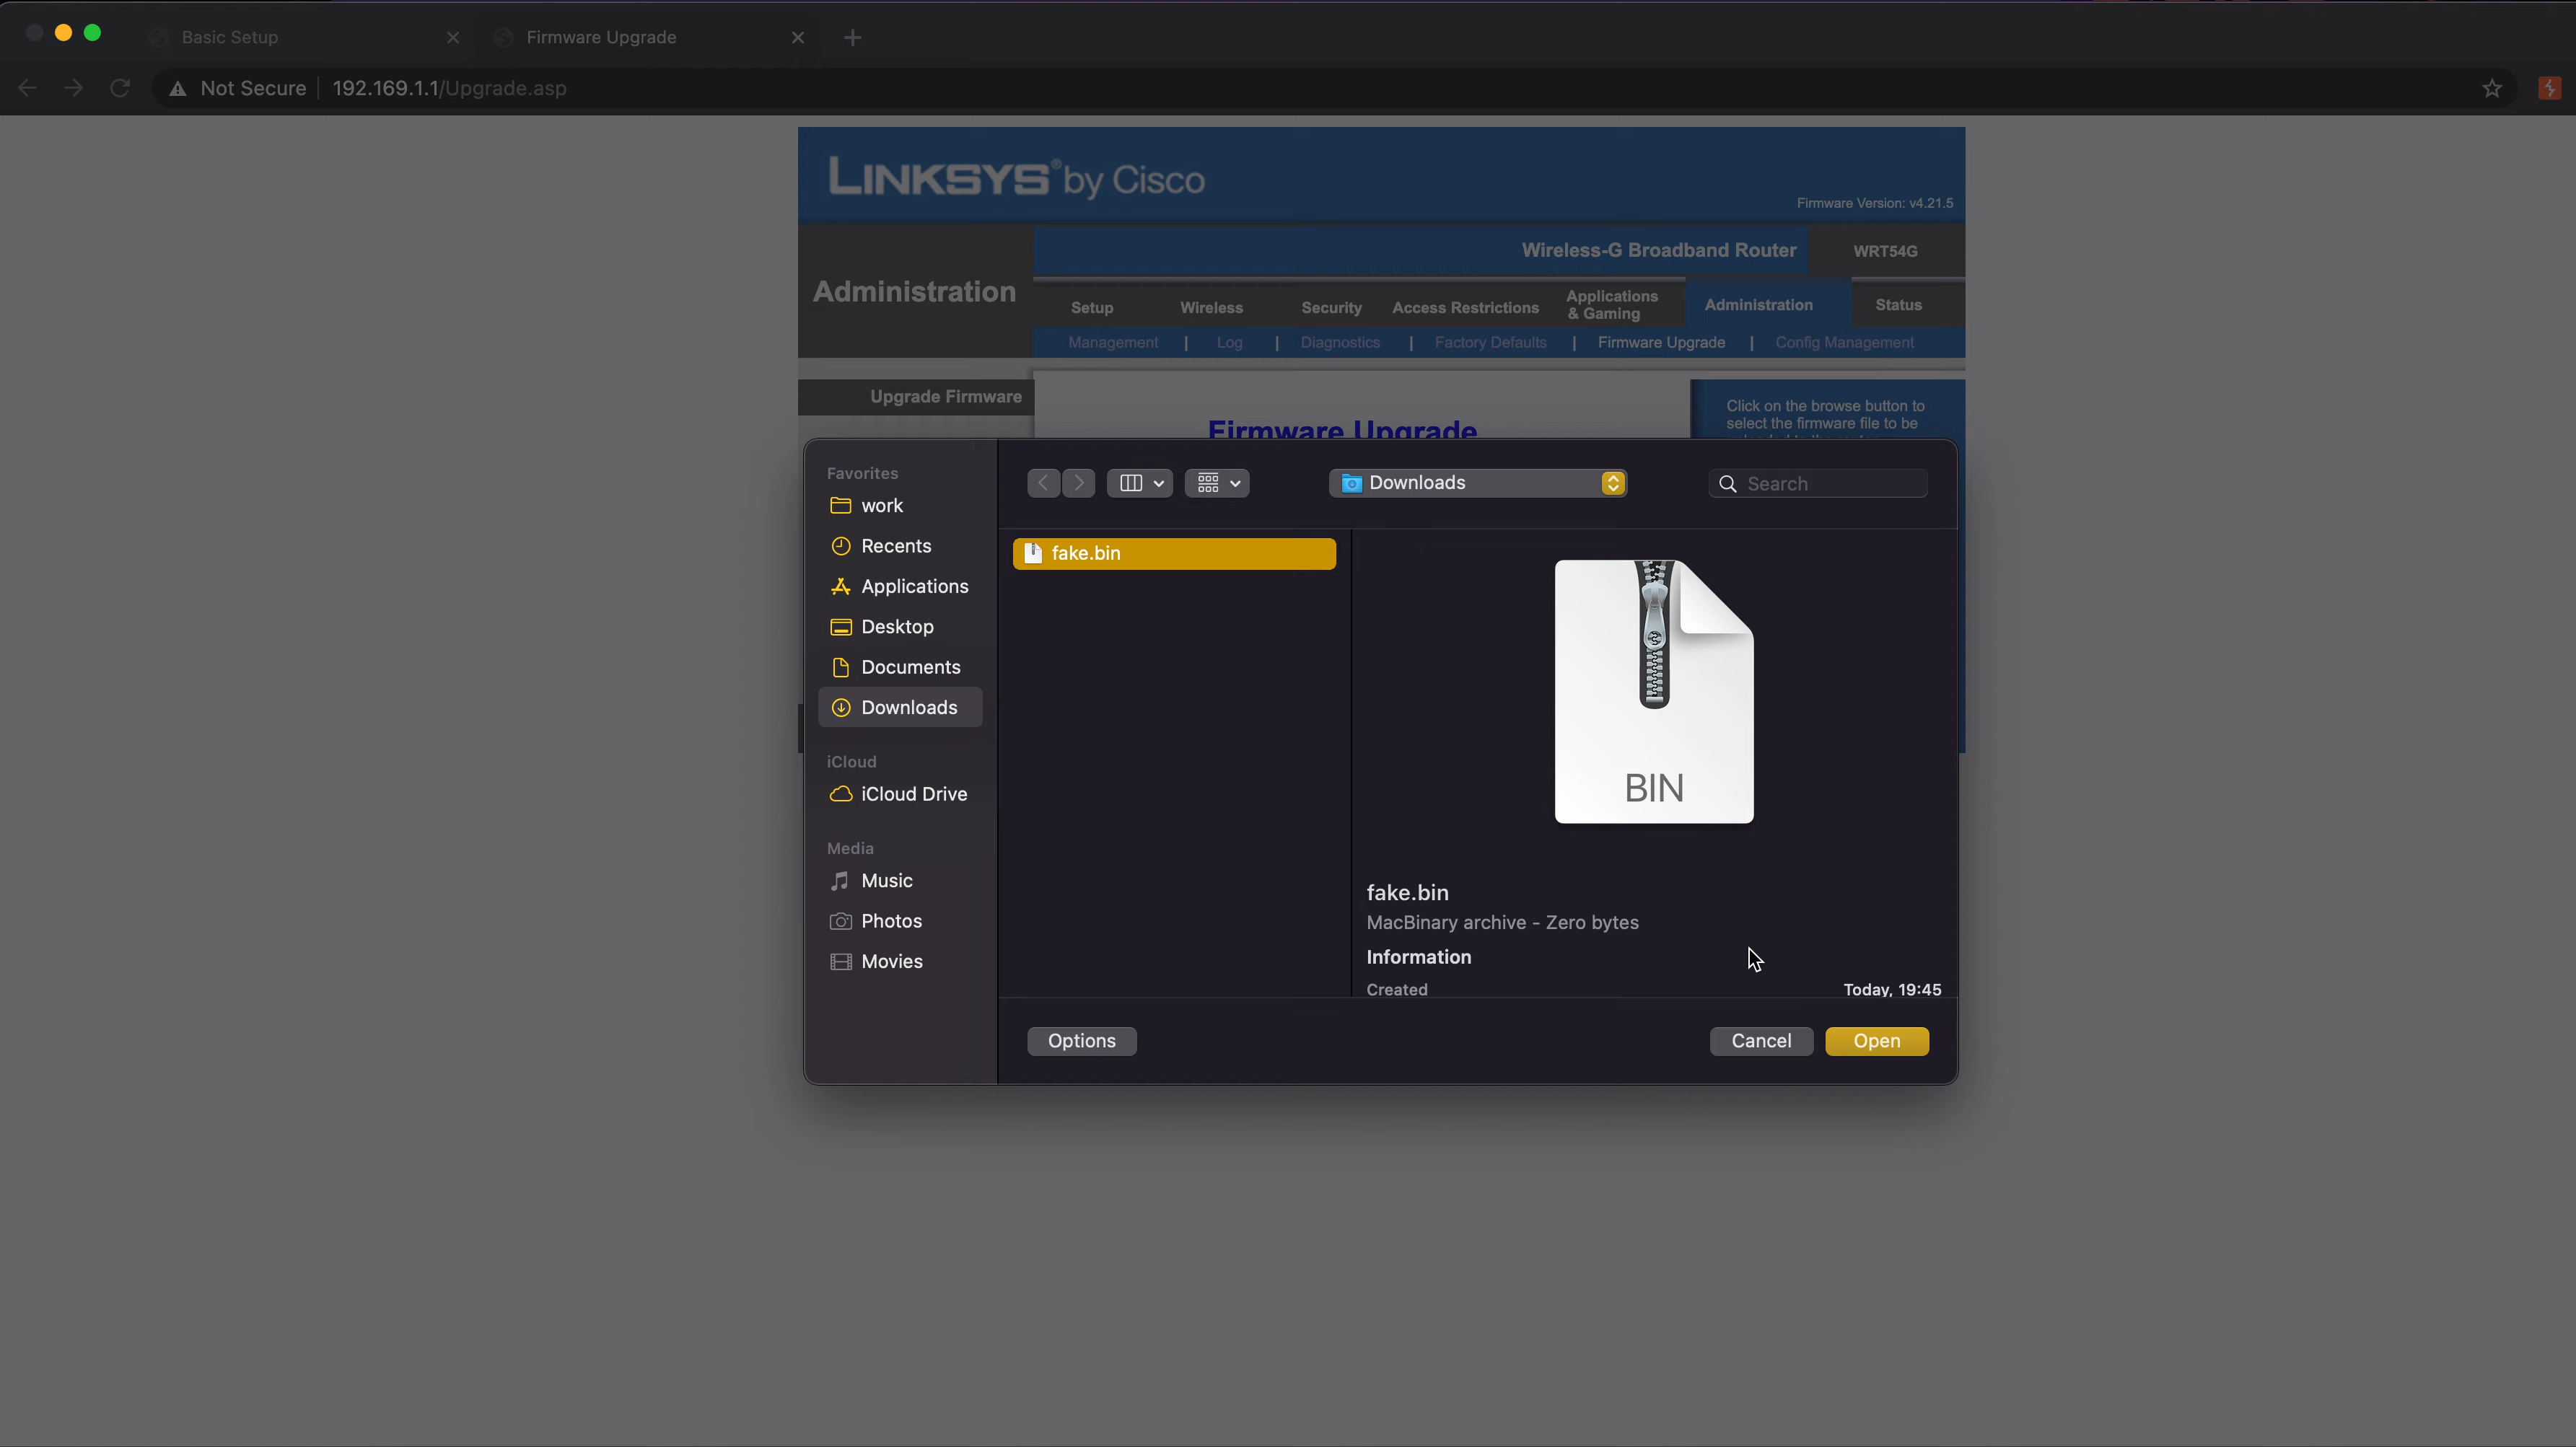 Basic Setup
Firmware Upgrade
Not Secure
192.169.1.1/Upgrade.asp
LINKSYS® by Cisco
Firmware Version: v4.21.5
Wireless-G Broadband Router
WRT54G
Administration
Setup
Wireless
Security
Access Restrictions
Applications
& Gaming
Administration
Status
Management
|
Log
|
Diagnostics
|
Factory Defaults
|
Firmware Upgrade
|
Config Management
Upgrade Firmware
Firmware Upgrade
Click on the browse button to
select the firmware file to be
Favorites
work
Recents
Applications
Desktop
Documents
Downloads
iCloud
iCloud Drive
Media
Music
Photos
Movies
Downloads
Search
fake.bin
BIN
fake.bin
MacBinary archive - Zero bytes
Information
Created
Today, 19:45
Options
Cancel
Open